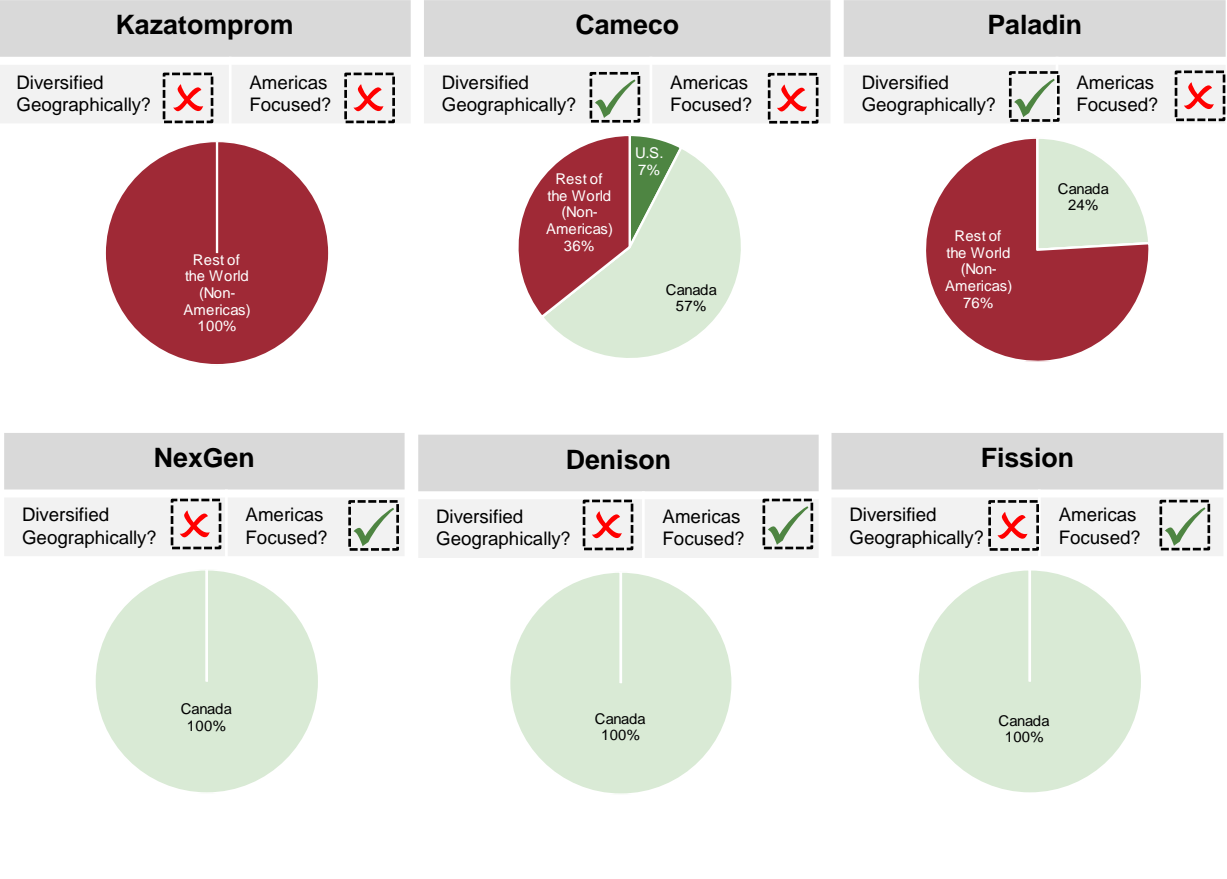 Kazatomprom
Diversified
Geographically?
Americas
Focused?
Rest of
the World
(Non-
Americas)
100%
Cameco
Diversified
Geographically?
Americas
Focused?
U.S.
7%
Rest of
the World
(Non-
Americas)
36%
Canada
57%
Paladin
Diversified
Geographically?
Americas
Focused?
Canada
24%
Rest of
the World
(Non-
Americas)
76%
NexGen
Diversified
Geographically?
Americas
Focused?
Canada
100%
Denison
Diversified
Geographically?
Americas
Focused?
Canada
100%
Fission
Diversified
Geographically?
Americas
Focused?
Canada
100%